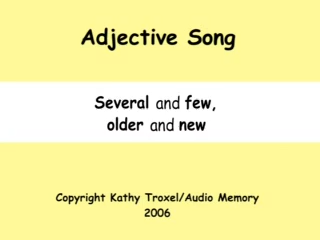 Adjective Song
Several and few,
older and new
Copyright Kathy Troxel/Audio Memory
2006